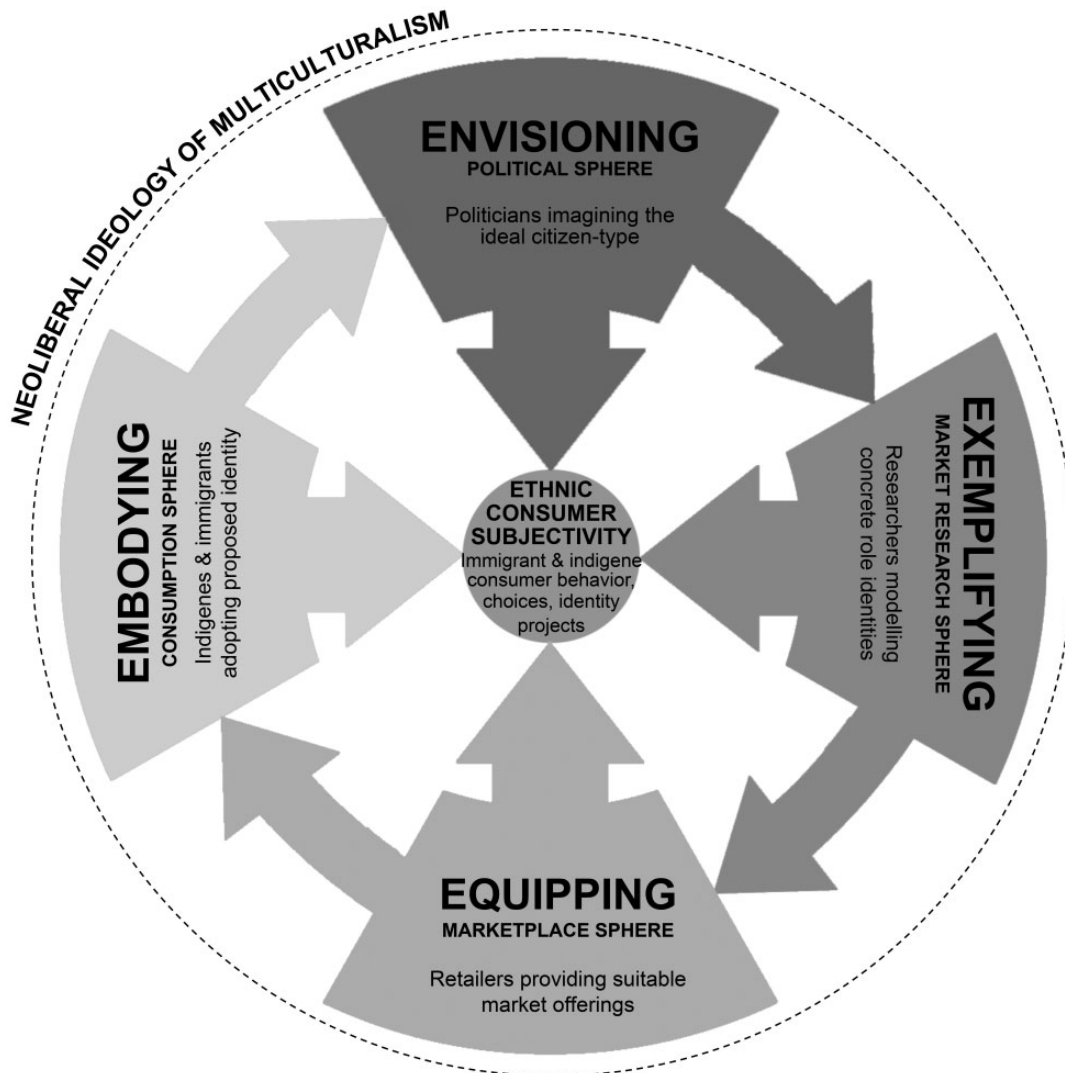 NEOLIBERAL IDEOLOGY OF MULTICULTURALISM
ENVISIONING
POLITICAL SPHERE
Politicians imagining the
ideal citizen-type
EXEMPLIFYING
MARKET RESEARCH SPHERE
Researchers modelling
concrete role identities
EQUIPPING
MARKETPLACE SPHERE
Retailers providing suitable
market offerings
EMBODYING
CONSUMPTION SPHERE
Indigenes & immigrants
adopting proposed identity
ETHNIC
CONSUMER
SUBJECTIVITY
Immigrant & indigene
consumer behavior,
choices, identity
projects